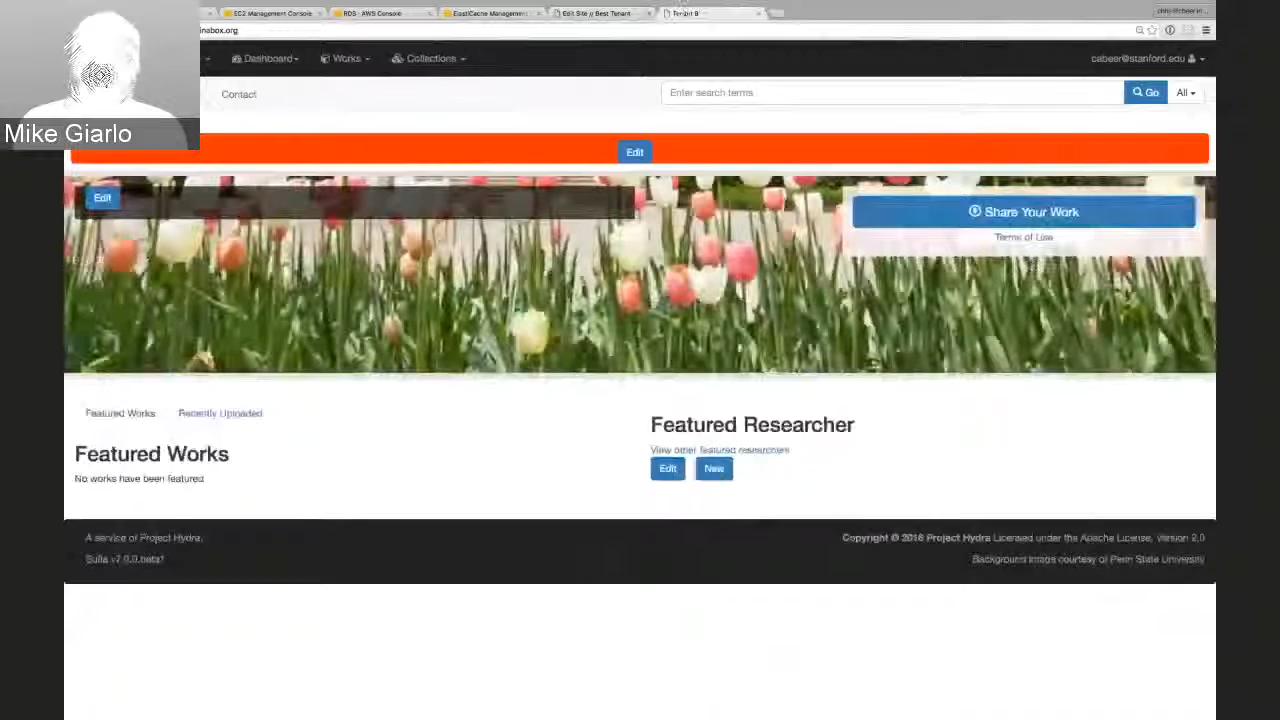 EC2 Management Console
RDS · AWS Console
ElastiCache Management
Edit Site // Best Tenant
Tenant B
inabox.org
Mike Giarlo
Dashboard
Works
Collections
cabeer@stanford.edu
Contact
Enter search terms
Go
All
Edit
Edit
Share Your Work
Terms of Use
Featured Works
Recently Uploaded
Featured Researcher
View other featured researchers
Edit
New
Featured Works
No works have been featured
A service of Project Hydra.
Copyright © 2016 Project Hydra Licensed under the Apache License, Version 2.0
Sufia v7.0.0.beta1
Background image courtesy of Penn State University